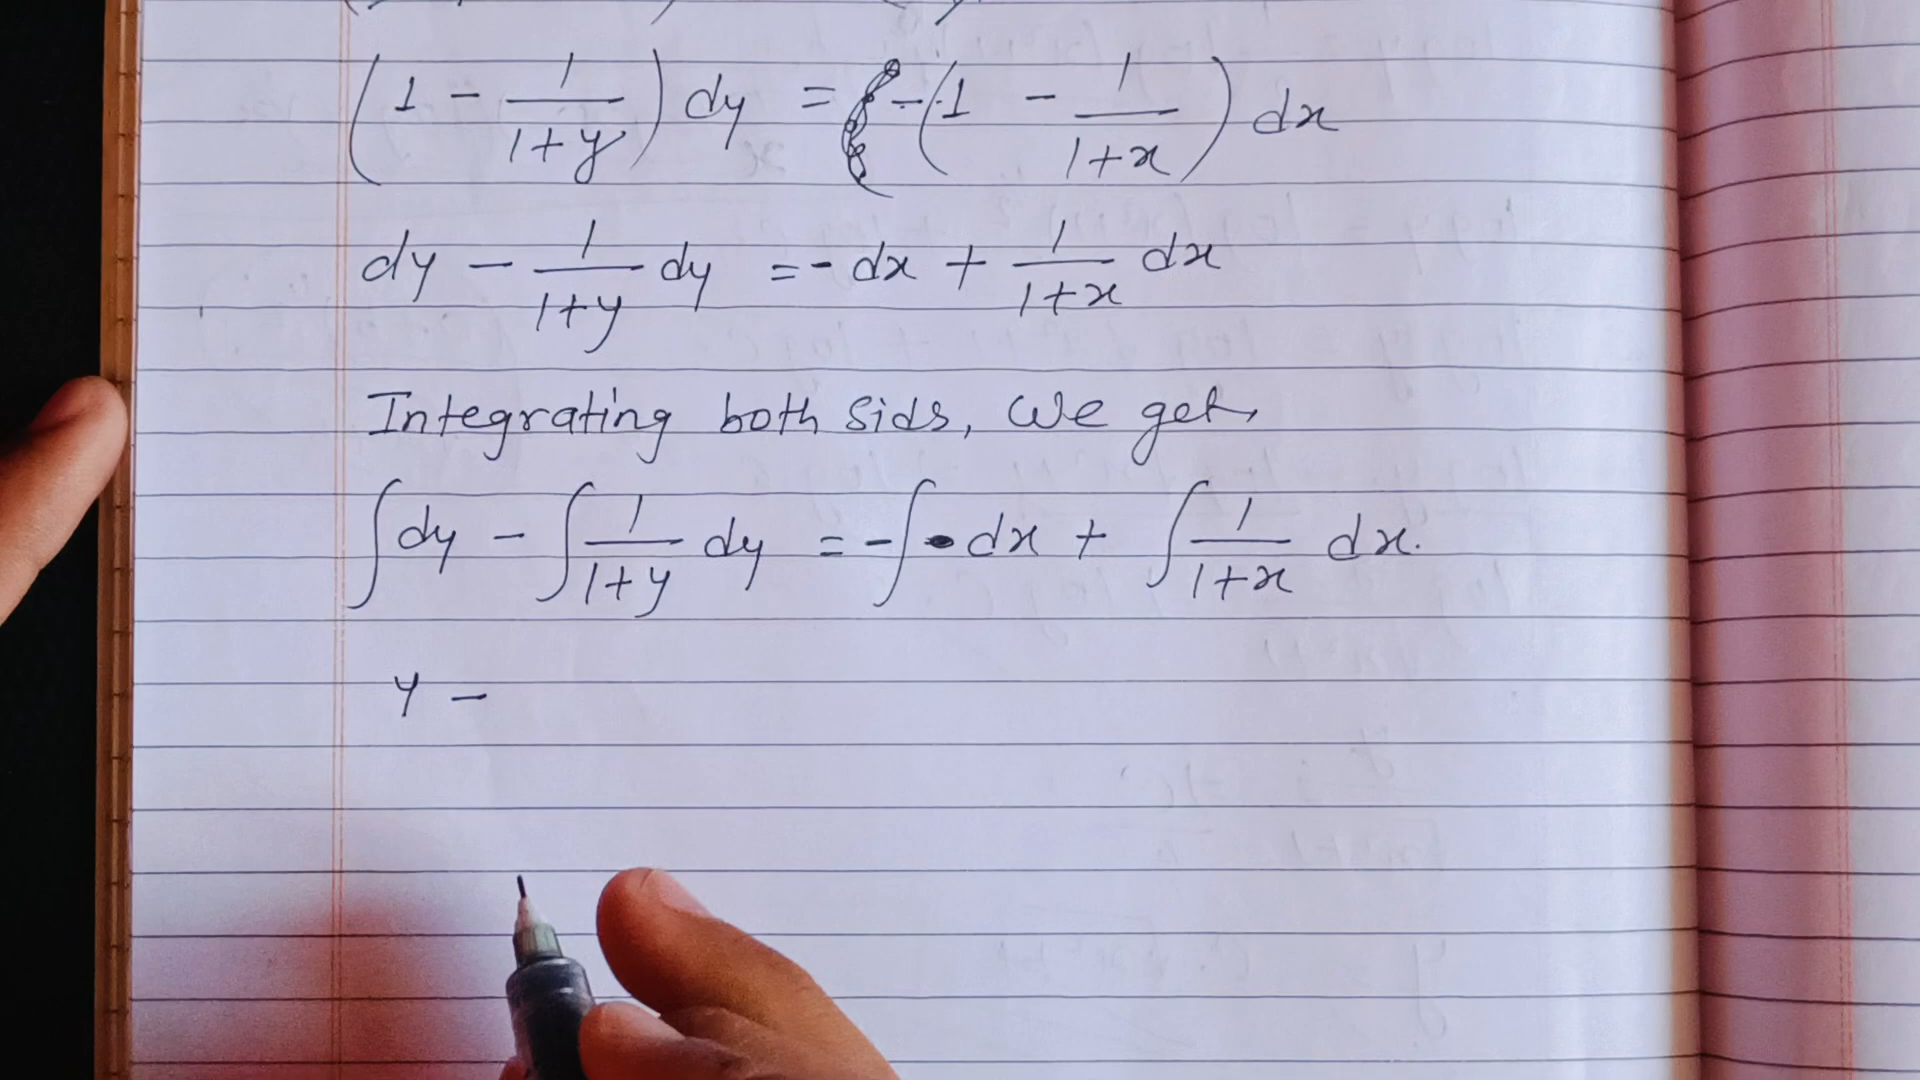 (1 - 1/(1+y)) dy = -(1 - 1/(1+x)) dx
dy - 1/(1+y) dy = - dx + 1/(1+x) dx
Integrating both sids, we get,
∫dy - ∫1/(1+y) dy = -∫dx + ∫1/(1+x) dx.
y -